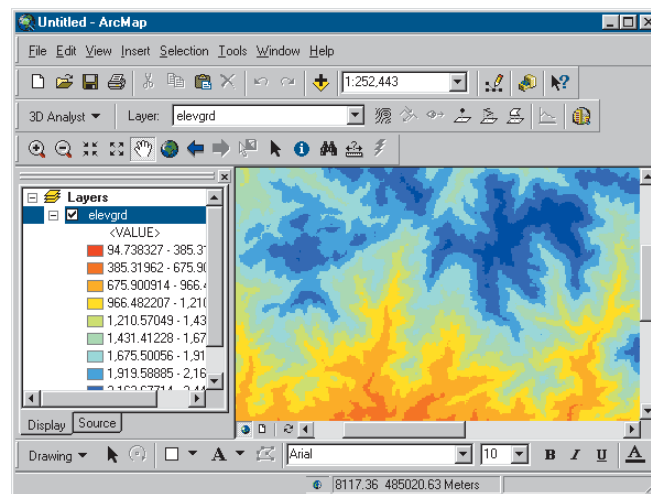 Untitled - ArcMap
File Edit View Insert Selection Tools Window Help
1:252,443
3D Analyst Layer: elevgrd
Layers
elevgrd
<VALUE>
94.738327 - 385.31
385.31962 - 675.90
675.900914 - 966.4
966.482207 - 1,210
1,210.57049 - 1,43
1,431.41228 - 1,67
1,675.50056 - 1,91
1,919.58885 - 2,16
Display Source
Drawing A Arial 10 B I U A
8117.36 485020.63 Meters